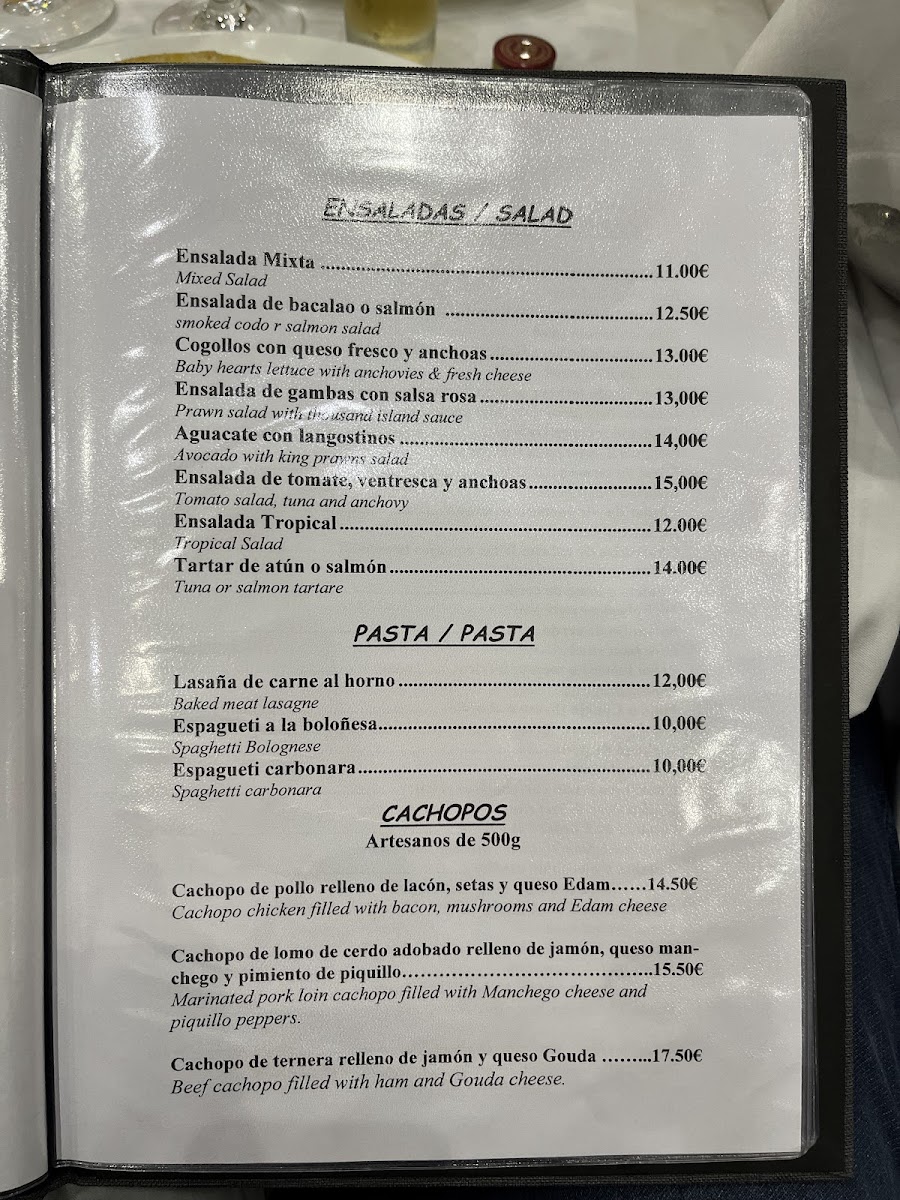 ENSALADAS / SALAD
Ensalada Mixta ........................................................................11.00€
Mixed Salad
Ensalada de bacalao o salmón .............................................12.50€
smoked codo r salmon salad
Cogollos con queso fresco y anchoas...................................13.00€
Baby hearts lettuce with anchovies & fresh cheese
Ensalada de gambas con salsa rosa.....................................13,00€
Prawn salad with thousand island sauce
Aguacate con langostinos ......................................................14,00€
Avocado with king prawns salad
Ensalada de tomate, ventresca y anchoas..........................15,00€
Tomato salad, tuna and anchovy
Ensalada Tropical...................................................................12.00€
Tropical Salad
Tartar de atún o salmón........................................................14.00€
Tuna or salmon tartare
PASTA / PASTA
Lasaña de carne al horno......................................................12,00€
Baked meat lasagne
Espagueti a la boloñesa..........................................................10,00€
Spaghetti Bolognese
Espagueti carbonara..............................................................10,00€
Spaghetti carbonara
CACHOPOS
Artesanos de 500g
Cachopo de pollo relleno de lacón, setas y queso Edam……14.50€
Cachopo chicken filled with bacon, mushrooms and Edam cheese
Cachopo de lomo de cerdo adobado relleno de jamón, queso man-
chego y pimiento de piquillo…………………………………..15.50€
Marinated pork loin cachopo filled with Manchego cheese and
piquillo peppers.
Cachopo de ternera relleno de jamón y queso Gouda ……...17.50€
Beef cachopo filled with ham and Gouda cheese.